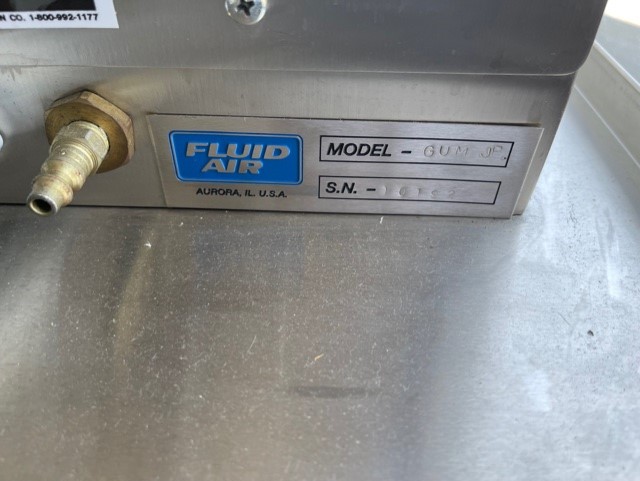 CO. 1-800-992-1177
FLUID
AIR
AURORA, IL. U.S.A.
MODEL -
S.N. -